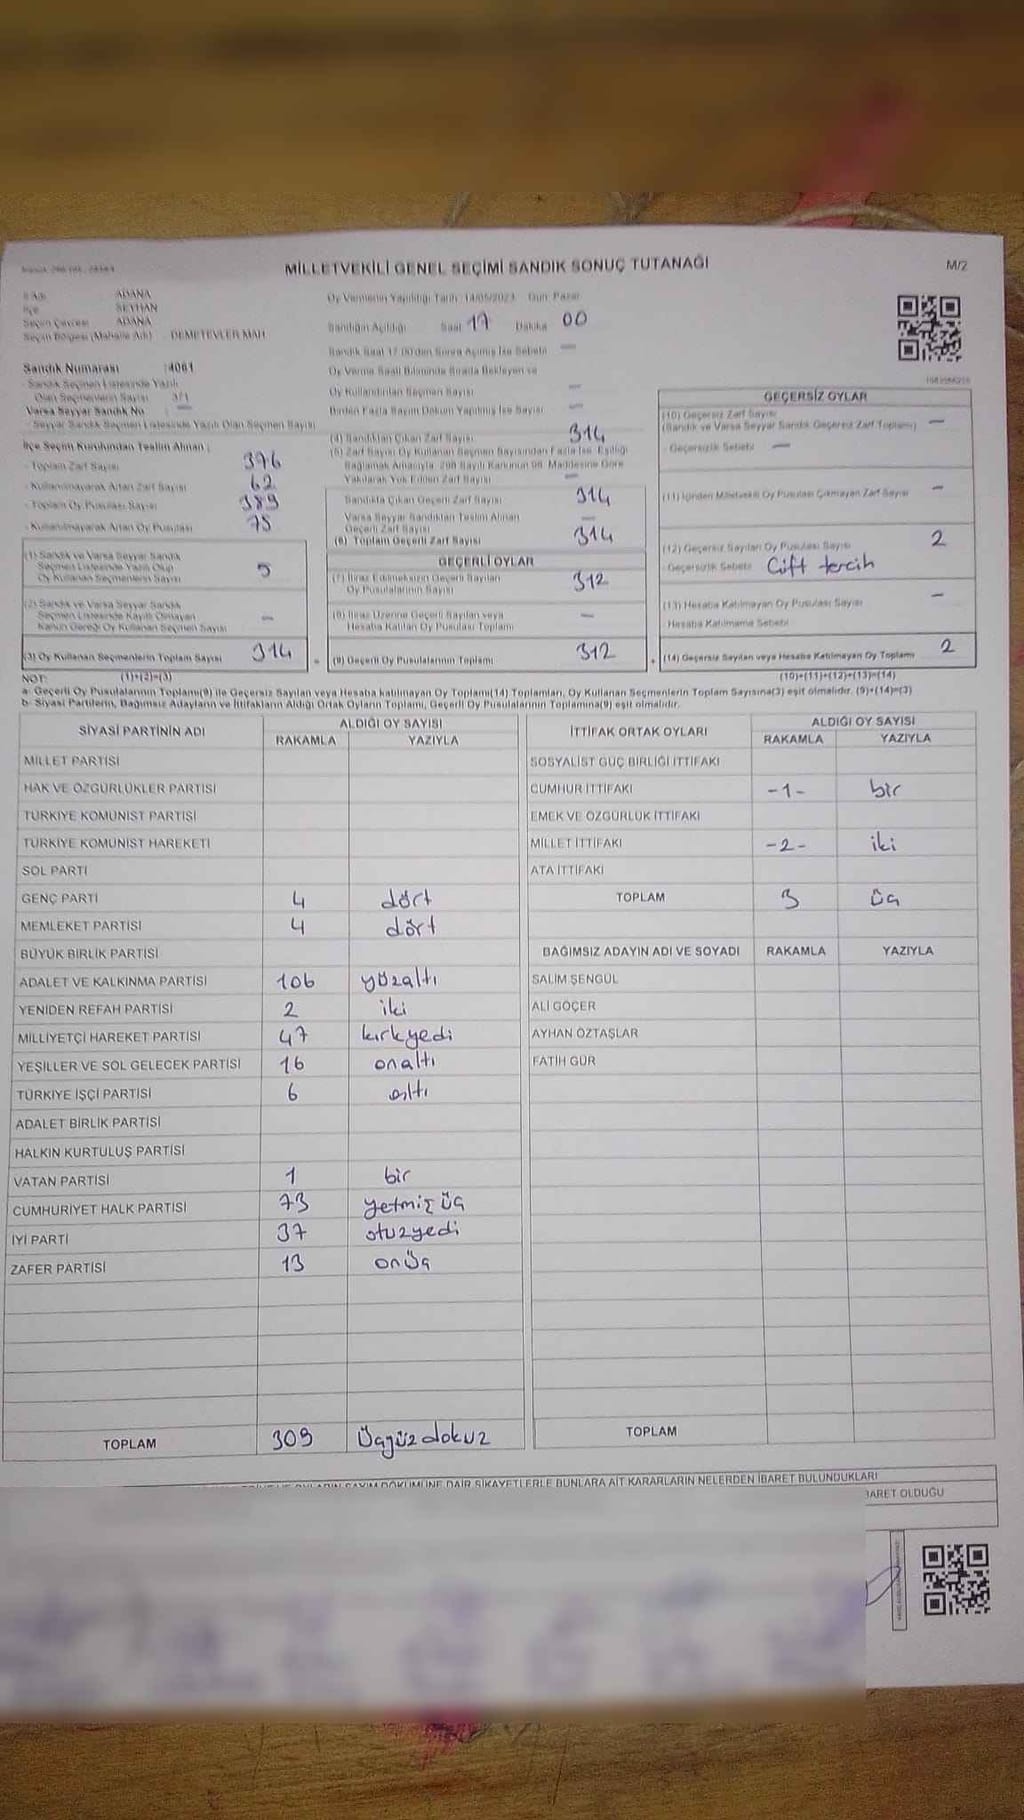 MİLLETVEKİLİ GENEL SEÇİMİ SANDIK SONUÇ TUTANAĞI
M/2
İl Adı ADANA
İlçe SEYHAN
Seçim Çevresi ADANA
Seçim Bölgesi (Mahalle Adı) DEMETEVLER MAH
Sandık Numarası :4061
Sandık Seçmen Listesinde Yazılı
Olan Seçmenlerin Sayısı 371
Varsa Seyyar Sandık No —
Seyyar Sandık Seçmen Listesinde Yazılı Olan Seçmen Sayısı
İlçe Seçim Kurulundan Teslim Alınan :
- Toplam Zarf Sayısı 376
- Kullanılmayarak Artan Zarf Sayısı 62
- Toplam Oy Pusulası Sayısı 389
- Kullanılmayarak Artan Oy Pusulası 75
(1) Sandık ve Varsa Seyyar Sandık
Seçmen Listesinde Yazılı Olup
Oy Kullanan Seçmenlerin Sayısı 5
(2) Sandık ve Varsa Seyyar Sandık
Seçmen Listesinde Kayıtlı Olmayan
Kanun Gereği Oy Kullanan Seçmen Sayısı —
(3) Oy Kullanan Seçmenlerin Toplam Sayısı 314
Oy Vermenin Yapıldığı Tarih :14/05/2023 Gün: Pazar
Sandığın Açıldığı Saat 17 Dakika 00
Sandık Saat 17.00'den Sonra Açılmış İse Sebebi —
Oy Verme Saati Bitiminde Sırada Bekleyen ve
Oy Kullandırılan Seçmen Sayısı —
Birden Fazla Sayım Döküm Yapılmış İse Sayısı —
(4) Sandıktan Çıkan Zarf Sayısı 314
(5) Zarf Sayısı Oy Kullanan Seçmen Sayısından Fazla İse, Eşitliği
Sağlamak Amacıyla, 298 Sayılı Kanunun 98. Maddesine Göre
Yakılarak Yok Edilen Zarf Sayısı —
Sandıkta Çıkan Geçerli Zarf Sayısı 314
Varsa Seyyar Sandıktan Teslim Alınan
Geçerli Zarf Sayısı —
(6) Toplam Geçerli Zarf Sayısı 314
GEÇERLİ OYLAR
(7) İtiraz Edilmeksizin Geçerli Sayılan
Oy Pusulalarının Sayısı 312
(8) İtiraz Üzerine Geçerli Sayılan veya
Hesaba Katılan Oy Pusulası Toplamı —
(9) Geçerli Oy Pusulalarının Toplamı 312
GEÇERSİZ OYLAR
(10) Geçersiz Zarf Sayısı —
(Sandık ve Varsa Seyyar Sandık Geçersiz Zarf Toplamı)
Geçersizlik Sebebi —
(11) İçinden Milletvekili Oy Pusulası Çıkmayan Zarf Sayısı —
(12) Geçersiz Sayılan Oy Pusulası Sayısı 2
Geçersizlik Sebebi Çift tercih
(13) Hesaba Katılmayan Oy Pusulası Sayısı —
Hesaba Katılmama Sebebi
(14) Geçersiz Sayılan veya Hesaba Katılmayan Oy Toplamı 2
NOT: (1)+(2)=(3) (10)+(11)+(12)+(13)=(14)
a- Geçerli Oy Pusulalarının Toplamı(9) ile Geçersiz Sayılan veya Hesaba katılmayan Oy Toplamı(14) Toplamları, Oy Kullanan Seçmenlerin Toplam Sayısına(3) eşit olmalıdır. (9)+(14)=(3)
b- Siyasi Partilerin, Bağımsız Adayların ve İttifakların Aldığı Ortak Oyların Toplamı, Geçerli Oy Pusulalarının Toplamına(9) eşit olmalıdır.
SİYASİ PARTİNİN ADI ALDIĞI OY SAYISI
RAKAMLA YAZIYLA
MİLLET PARTİSİ
HAK VE ÖZGÜRLÜKLER PARTİSİ
TÜRKİYE KOMÜNİST PARTİSİ
TÜRKİYE KOMÜNİST HAREKETİ
SOL PARTİ
GENÇ PARTİ 4 dört
MEMLEKET PARTİSİ 4 dört
BÜYÜK BİRLİK PARTİSİ
ADALET VE KALKINMA PARTİSİ 106 yüzaltı
YENİDEN REFAH PARTİSİ 2 iki
MİLLİYETÇİ HAREKET PARTİSİ 47 kırkyedi
YEŞİLLER VE SOL GELECEK PARTİSİ 16 onaltı
TÜRKİYE İŞÇİ PARTİSİ 6 altı
ADALET BİRLİK PARTİSİ
HALKIN KURTULUŞ PARTİSİ
VATAN PARTİSİ 1 bir
CUMHURİYET HALK PARTİSİ 73 yetmiş üç
İYİ PARTİ 37 otuzyedi
ZAFER PARTİSİ 13 onüç
TOPLAM 309 Üçyüz dokuz
İTTİFAK ORTAK OYLARI ALDIĞI OY SAYISI
RAKAMLA YAZIYLA
SOSYALİST GÜÇ BİRLİĞİ İTTİFAKI
CUMHUR İTTİFAKI -1- bir
EMEK VE ÖZGÜRLÜK İTTİFAKI
MİLLET İTTİFAKI -2- iki
ATA İTTİFAKI
TOPLAM 3 üç
BAĞIMSIZ ADAYIN ADI VE SOYADI RAKAMLA YAZIYLA
SALİM ŞENGÜL
ALİ GÖÇER
AYHAN ÖZTAŞLAR
FATİH GÜR
TOPLAM
SAYIM DÖKÜMÜNE DAİR ŞİKAYETLERLE BUNLARA AİT KARARLARIN NELERDEN İBARET BULUNDUKLARI
İBARET OLDUĞU